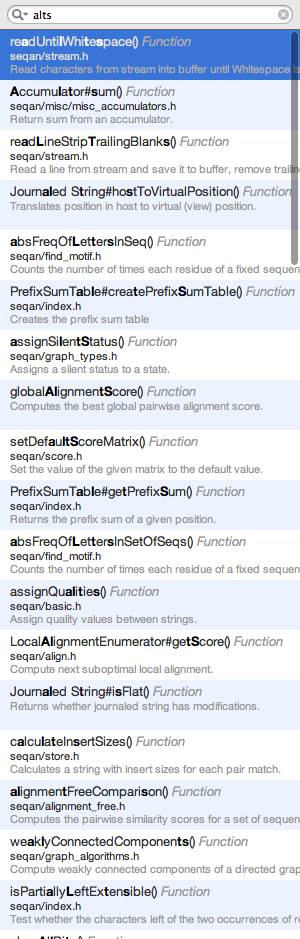 alts
readUntilWhitespace() Function
seqan/stream.h
Read characters from stream into buffer until Whitespace is
Accumulator#sum() Function
seqan/misc/misc_accumulators.h
Return sum from an accumulator.
readLineStripTrailingBlanks() Function
seqan/stream.h
Read a line from stream and save it to buffer, remove trailin
Journaled String#hostToVirtualPosition() Function
Translates position in host to virtual (view) position.
absFreqOfLettersInSeq() Function
seqan/find_motif.h
Counts the number of times each residue of a fixed sequen
PrefixSumTable#createPrefixSumTable() Function
seqan/index.h
Creates the prefix sum table
assignSilentStatus() Function
seqan/graph_types.h
Assigns a silent status to a state.
globalAlignmentScore() Function
Computes the best global pairwise alignment score.
setDefaultScoreMatrix() Function
seqan/score.h
Set the value of the given matrix to the default value.
PrefixSumTable#getPrefixSum() Function
seqan/index.h
Returns the prefix sum of a given position.
absFreqOfLettersInSetOfSeqs() Function
seqan/find_motif.h
Counts the number of times each residue of a fixed sequen
assignQualities() Function
seqan/basic.h
Assign quality values between strings.
LocalAlignmentEnumerator#getScore() Function
seqan/align.h
Compute next suboptimal local alignment.
Journaled String#isFlat() Function
Returns whether journaled string has modifications.
calculateInsertSizes() Function
seqan/store.h
Calculates a string with insert sizes for each pair match.
alignmentFreeComparison() Function
seqan/alignment_free.h
Computes the pairwise similarity scores for a set of sequen
weaklyConnectedComponents() Function
seqan/graph_algorithms.h
Compute weakly connected components of a directed grap
isPartiallyLeftExtensible() Function
seqan/index.h
Test whether the characters left of the two occurrences of r